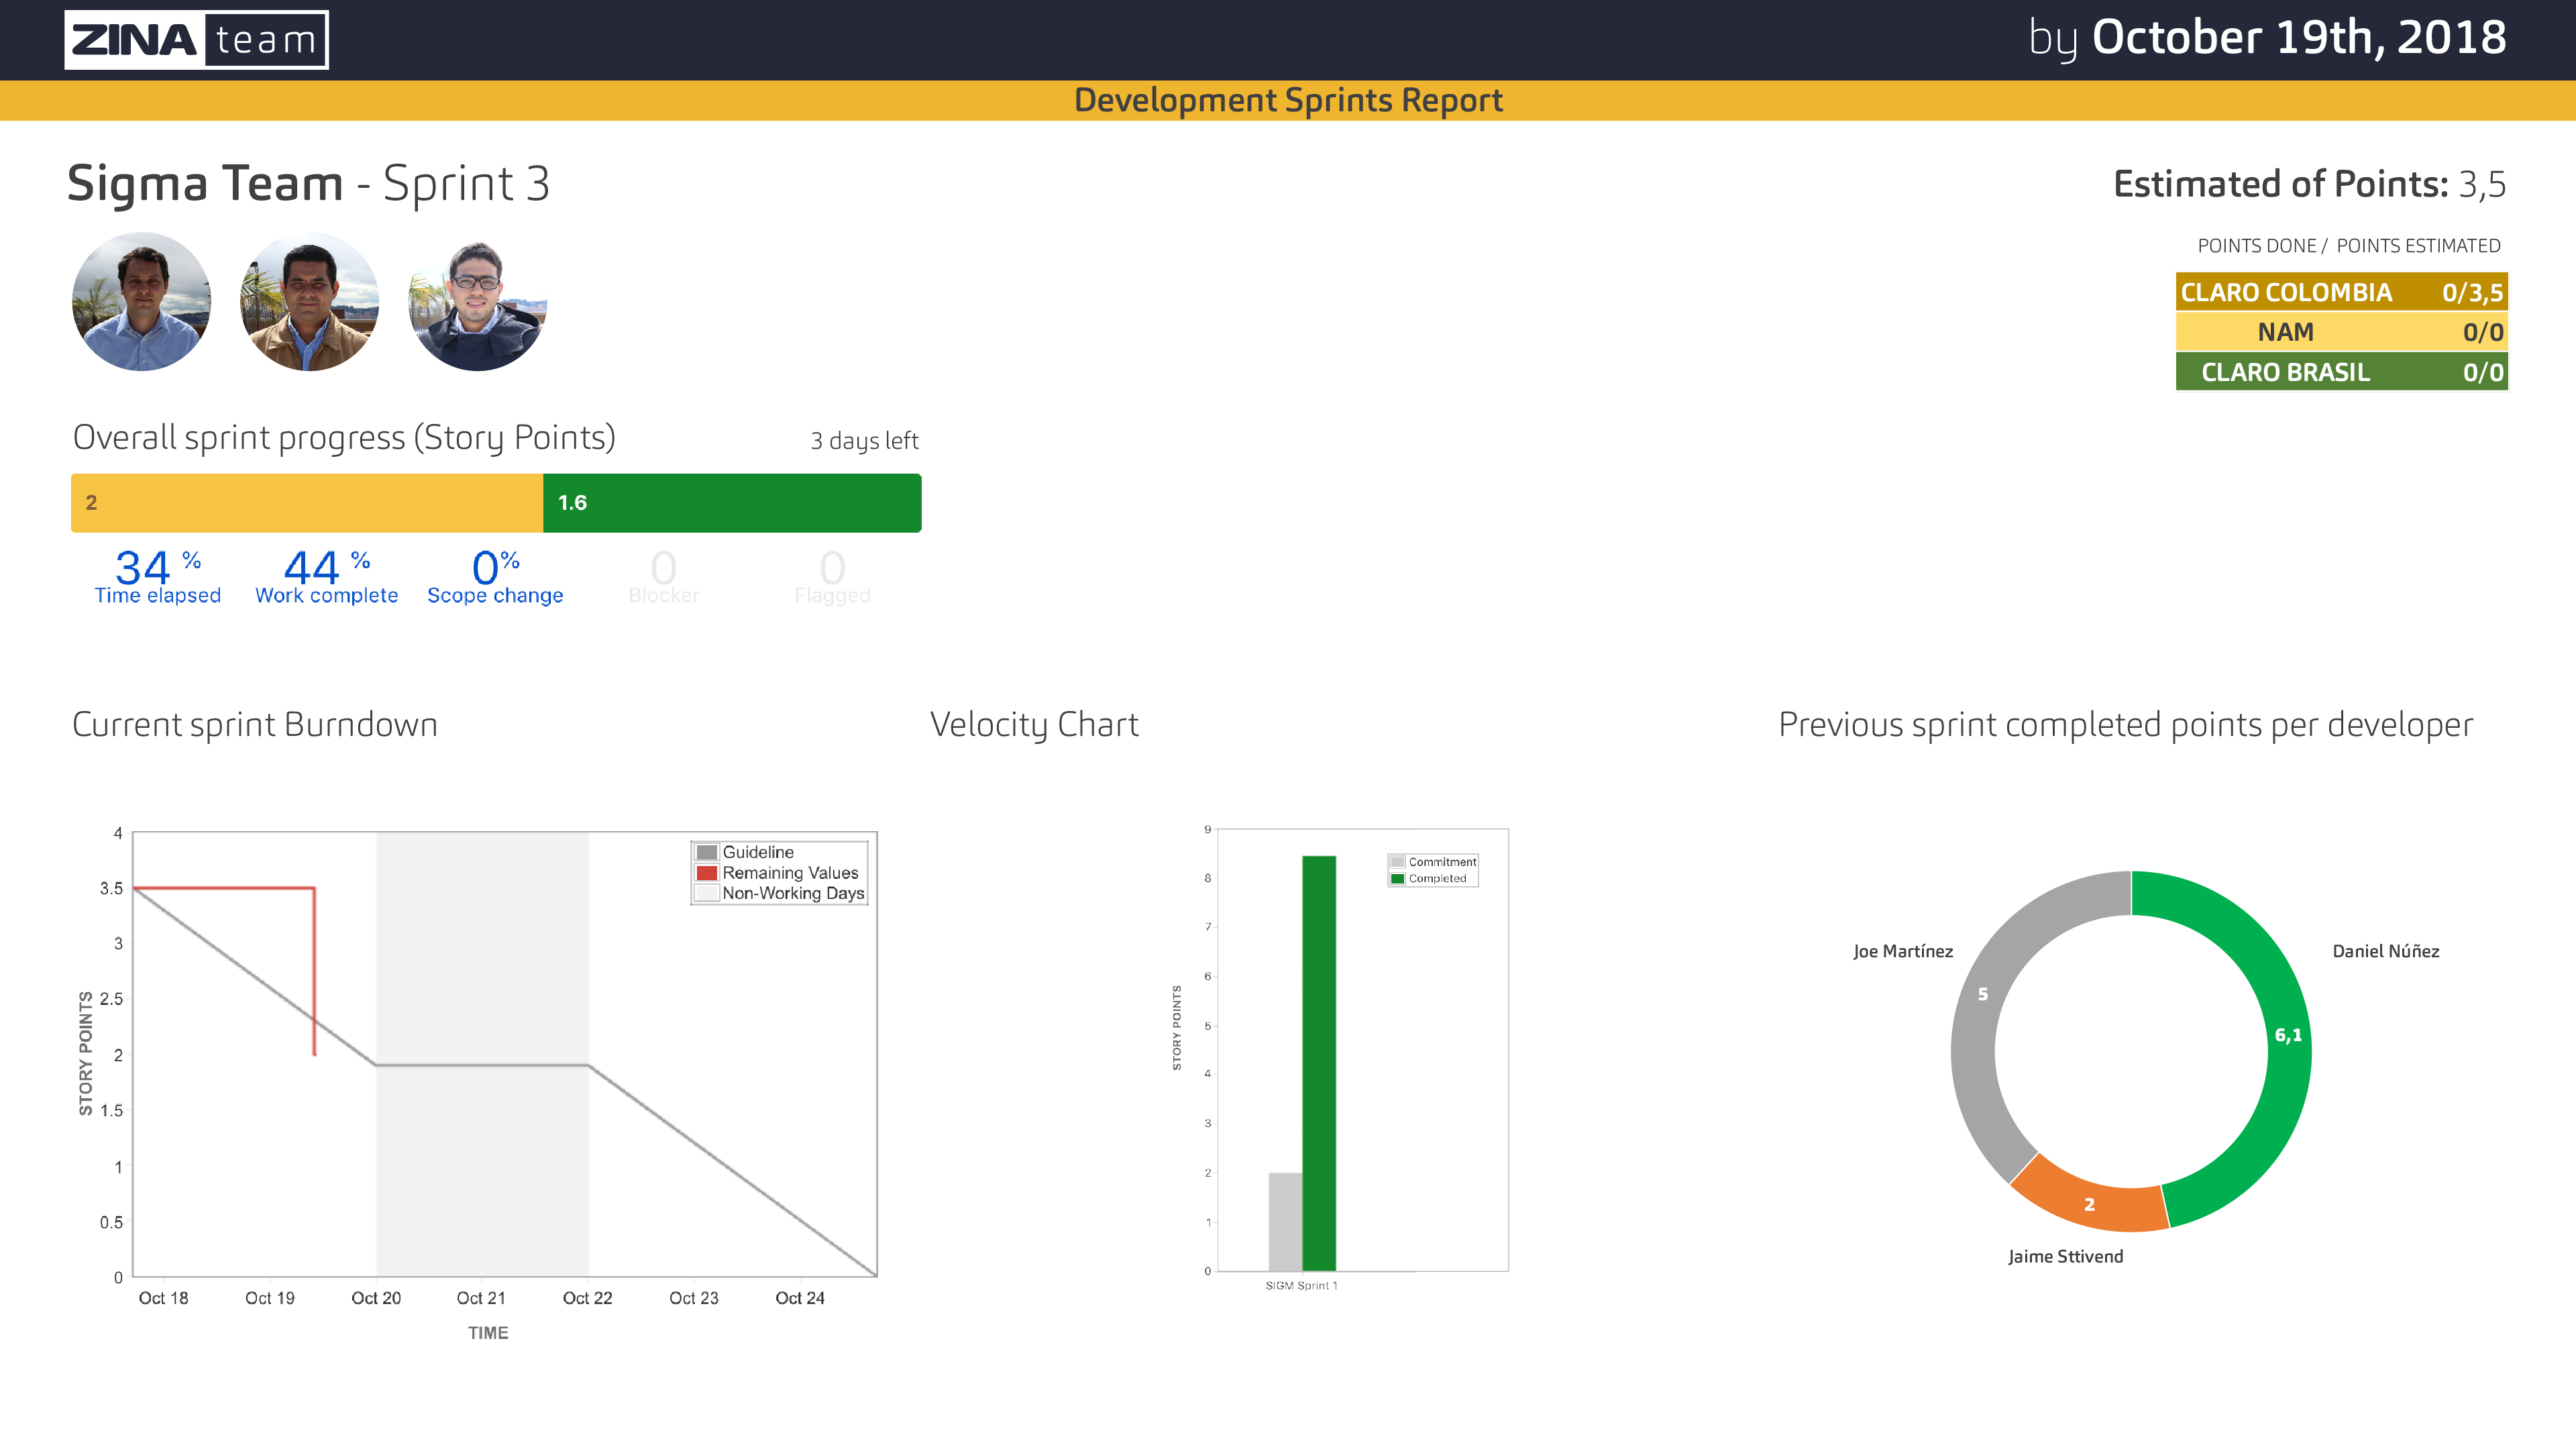 ZINA team
by October 19th, 2018
Development Sprints Report
Sigma Team - Sprint 3
Estimated of Points: 3,5
POINTS DONE / POINTS ESTIMATED
CLARO COLOMBIA 0/3,5
NAM 0/0
CLARO BRASIL 0/0
Overall sprint progress (Story Points)
3 days left
2
1.6
34 %
Time elapsed
44 %
Work complete
0%
Scope change
0
Blocker
0
Flagged
Current sprint Burndown
STORY POINTS
4
3.5
3
2.5
2
1.5
1
0.5
0
Guideline
Remaining Values
Non-Working Days
Oct 18
Oct 19
Oct 20
Oct 21
Oct 22
Oct 23
Oct 24
TIME
Velocity Chart
STORY POINTS
9
8
7
6
5
4
3
2
1
0
Commitment
Completed
SIGM Sprint 1
Previous sprint completed points per developer
Joe Martínez
Daniel Núñez
5
6,1
2
Jaime Sttivend